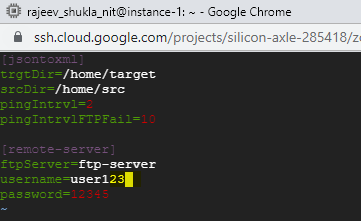 rajeev_shukla_nit@instance-1: ~ - Google Chrome
ssh.cloud.google.com/projects/silicon-axle-285418/zo
[jsontoxml]
trgtDir=/home/target
srcDir=/home/src
pingIntrvl=2
pingIntrvlFTPFail=10
[remote-server]
ftpServer=ftp-server
username=user123
password=12345
~